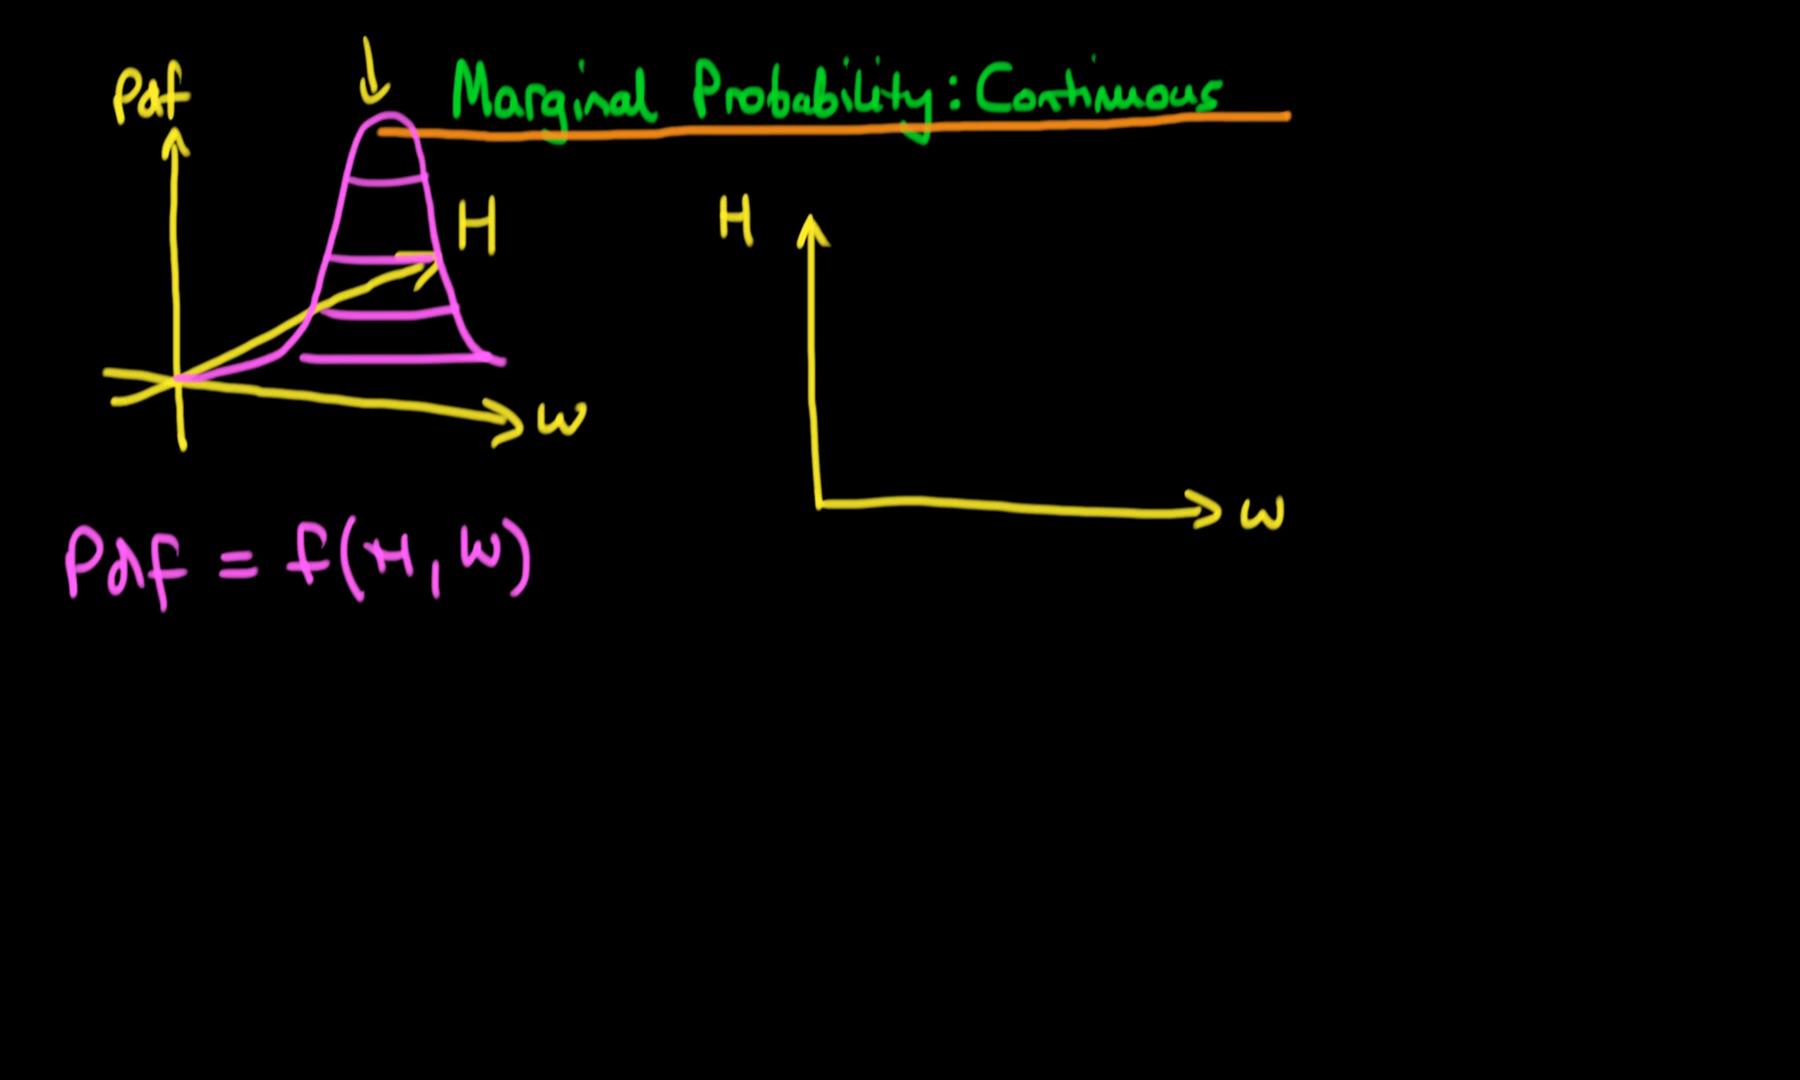 Marginal Probability: Continuous
Pdf
H
W
H
W
Pdf = f(H, W)